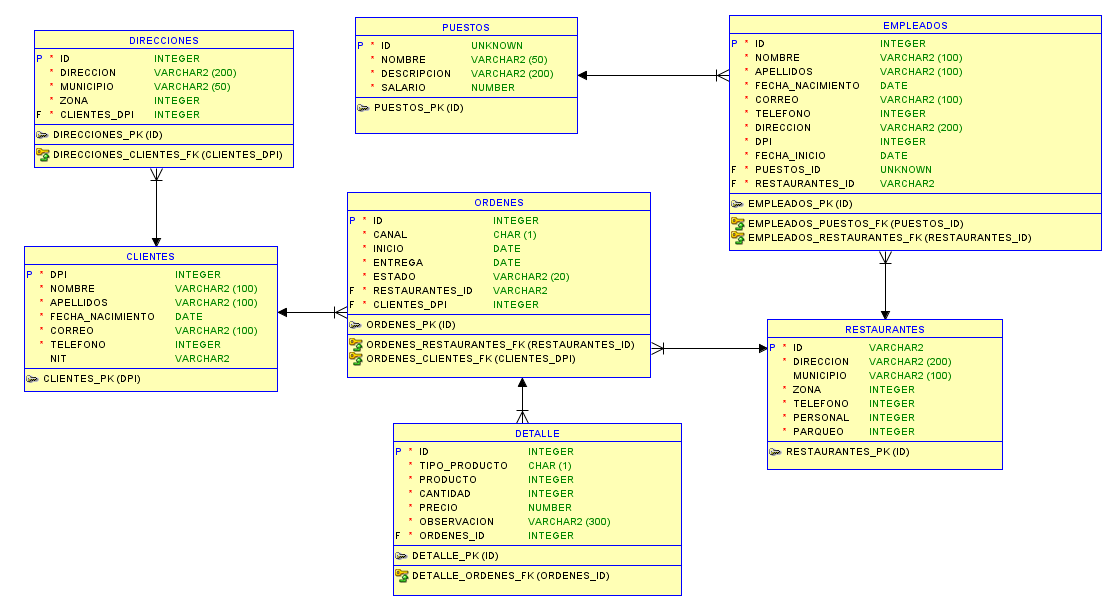 DIRECCIONES
P * ID INTEGER
* DIRECCION VARCHAR2 (200)
* MUNICIPIO VARCHAR2 (50)
* ZONA INTEGER
F * CLIENTES_DPI INTEGER
DIRECCIONES_PK (ID)
DIRECCIONES_CLIENTES_FK (CLIENTES_DPI)
PUESTOS
P * ID UNKNOWN
* NOMBRE VARCHAR2 (50)
* DESCRIPCION VARCHAR2 (200)
* SALARIO NUMBER
PUESTOS_PK (ID)
EMPLEADOS
P * ID INTEGER
* NOMBRE VARCHAR2 (100)
* APELLIDOS VARCHAR2 (100)
* FECHA_NACIMIENTO DATE
* CORREO VARCHAR2 (100)
* TELEFONO INTEGER
* DIRECCION VARCHAR2 (200)
* DPI INTEGER
* FECHA_INICIO DATE
F * PUESTOS_ID UNKNOWN
F * RESTAURANTES_ID VARCHAR2
EMPLEADOS_PK (ID)
EMPLEADOS_PUESTOS_FK (PUESTOS_ID)
EMPLEADOS_RESTAURANTES_FK (RESTAURANTES_ID)
CLIENTES
P * DPI INTEGER
* NOMBRE VARCHAR2 (100)
* APELLIDOS VARCHAR2 (100)
* FECHA_NACIMIENTO DATE
* CORREO VARCHAR2 (100)
* TELEFONO INTEGER
NIT VARCHAR2
CLIENTES_PK (DPI)
ORDENES
P * ID INTEGER
* CANAL CHAR (1)
* INICIO DATE
* ENTREGA DATE
* ESTADO VARCHAR2 (20)
F * RESTAURANTES_ID VARCHAR2
F * CLIENTES_DPI INTEGER
ORDENES_PK (ID)
ORDENES_RESTAURANTES_FK (RESTAURANTES_ID)
ORDENES_CLIENTES_FK (CLIENTES_DPI)
RESTAURANTES
P * ID VARCHAR2
* DIRECCION VARCHAR2 (200)
MUNICIPIO VARCHAR2 (100)
* ZONA INTEGER
* TELEFONO INTEGER
* PERSONAL INTEGER
* PARQUEO INTEGER
RESTAURANTES_PK (ID)
DETALLE
P * ID INTEGER
* TIPO_PRODUCTO CHAR (1)
* PRODUCTO INTEGER
* CANTIDAD INTEGER
* PRECIO NUMBER
* OBSERVACION VARCHAR2 (300)
F * ORDENES_ID INTEGER
DETALLE_PK (ID)
DETALLE_ORDENES_FK (ORDENES_ID)